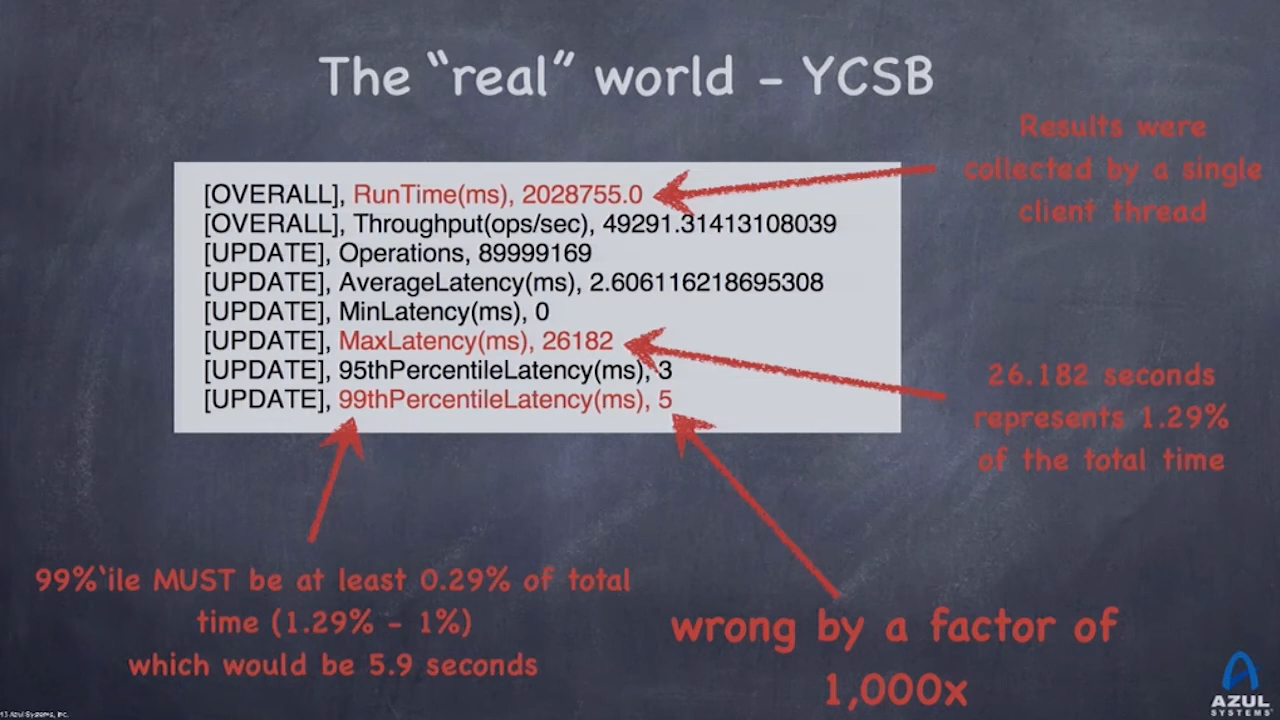 The “real” world – YCSB
Results were
collected by a single
client thread
[OVERALL], RunTime(ms), 2028755.0
[OVERALL], Throughput(ops/sec), 49291.31413108039
[UPDATE], Operations, 89999169
[UPDATE], AverageLatency(ms), 2.606116218695308
[UPDATE], MinLatency(ms), 0
[UPDATE], MaxLatency(ms), 26182
[UPDATE], 95thPercentileLatency(ms), 3
[UPDATE], 99thPercentileLatency(ms), 5
26.182 seconds
represents 1.29%
of the total time
99%‘ile MUST be at least 0.29% of total
time (1.29% - 1%)
which would be 5.9 seconds
wrong by a factor of
1,000x
AZUL
SYSTEMS
13 Azul Systems, Inc.